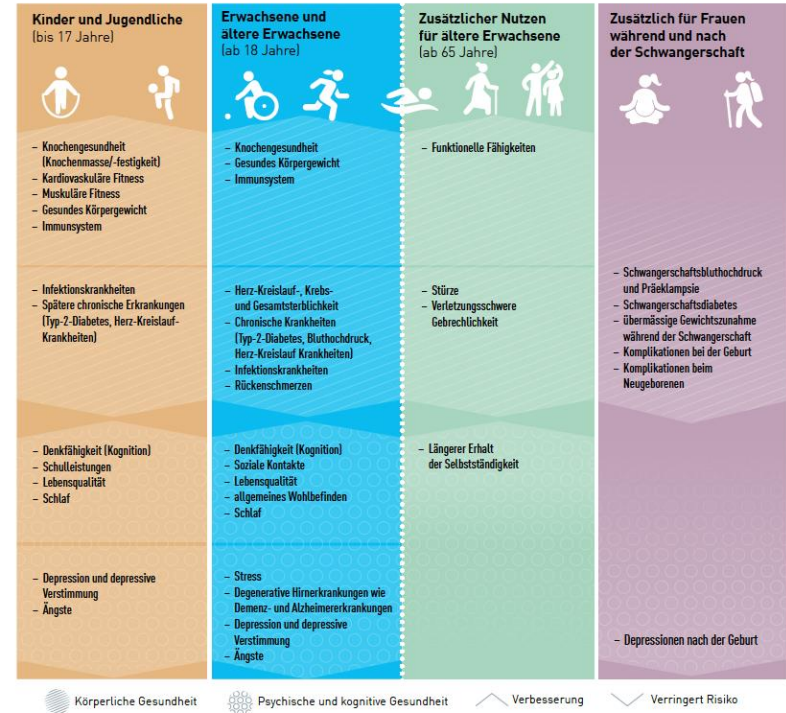 Kinder und Jugendliche
(bis 17 Jahre)
Erwachsene und
ältere Erwachsene
(ab 18 Jahre)
Zusätzlicher Nutzen
für ältere Erwachsene
(ab 65 Jahre)
Zusätzlich für Frauen
während und nach
der Schwangerschaft
– Knochengesundheit
(Knochenmasse/-festigkeit)
– Kardiovaskuläre Fitness
– Muskuläre Fitness
– Gesundes Körpergewicht
– Immunsystem
– Knochengesundheit
– Gesundes Körpergewicht
– Immunsystem
– Funktionelle Fähigkeiten
– Infektionskrankheiten
– Spätere chronische Erkrankungen
(Typ-2-Diabetes, Herz-Kreislauf-
Krankheiten)
– Herz-Kreislauf-, Krebs-
und Gesamtsterblichkeit
– Chronische Krankheiten
(Typ-2-Diabetes, Bluthochdruck,
Herz-Kreislauf Krankheiten)
– Infektionskrankheiten
– Rückenschmerzen
– Stürze
– Verletzungsschwere
Gebrechlichkeit
– Schwangerschaftsbluthochdruck
und Präeklampsie
– Schwangerschaftsdiabetes
– übermässige Gewichtszunahme
während der Schwangerschaft
– Komplikationen bei der Geburt
– Komplikationen beim
Neugeborenen
– Denkfähigkeit (Kognition)
– Schulleistungen
– Lebensqualität
– Schlaf
– Denkfähigkeit (Kognition)
– Soziale Kontakte
– Lebensqualität
– allgemeines Wohlbefinden
– Schlaf
– Längerer Erhalt
der Selbstständigkeit
– Depression und depressive
Verstimmung
– Ängste
– Stress
– Degenerative Hirnerkrankungen wie
Demenz- und Alzheimererkrankungen
– Depression und depressive
Verstimmung
– Ängste
– Depressionen nach der Geburt
Körperliche Gesundheit
Psychische und kognitive Gesundheit
Verbesserung
Verringert Risiko